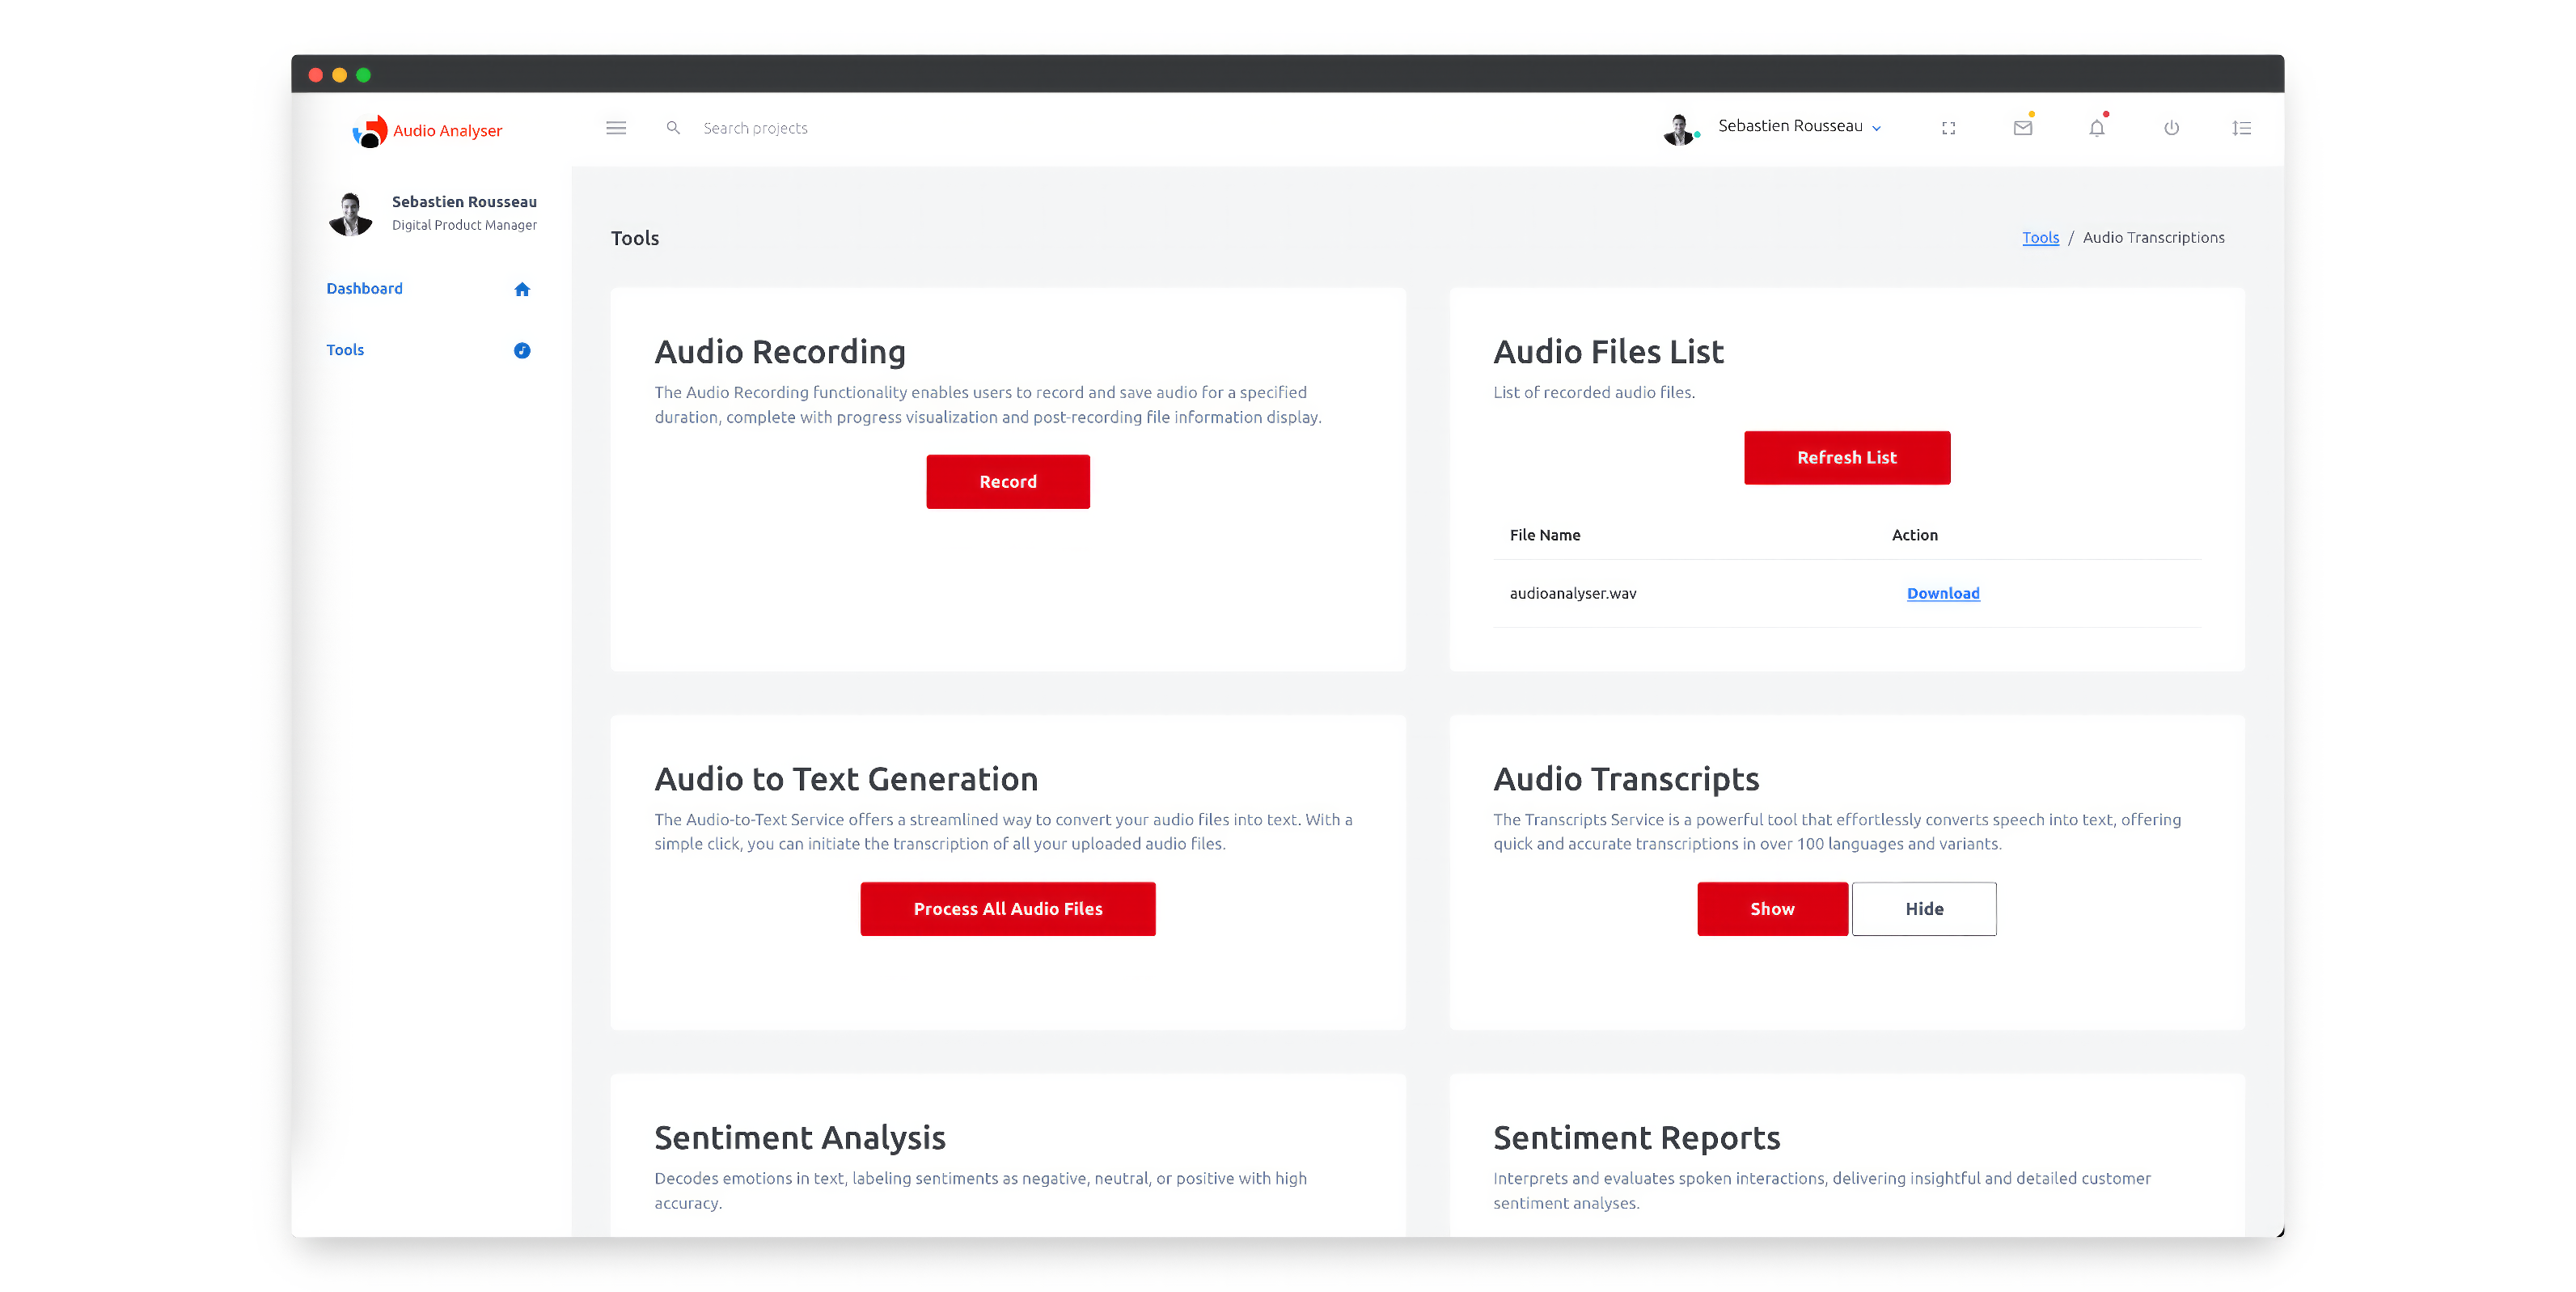 Audio Analyser
Search projects
Sebastien Rousseau
Sebastien Rousseau
Digital Product Manager
Dashboard
Tools
Tools
Tools / Audio Transcriptions
Audio Recording
The Audio Recording functionality enables users to record and save audio for a specified
duration, complete with progress visualization and post-recording file information display.
Record
Audio Files List
List of recorded audio files.
Refresh List
File Name Action
audioanalyser.wav Download
Audio to Text Generation
The Audio-to-Text Service offers a streamlined way to convert your audio files into text. With a
simple click, you can initiate the transcription of all your uploaded audio files.
Process All Audio Files
Audio Transcripts
The Transcripts Service is a powerful tool that effortlessly converts speech into text, offering
quick and accurate transcriptions in over 100 languages and variants.
Show Hide
Sentiment Analysis
Decodes emotions in text, labeling sentiments as negative, neutral, or positive with high
accuracy.
Sentiment Reports
Interprets and evaluates spoken interactions, delivering insightful and detailed customer
sentiment analyses.